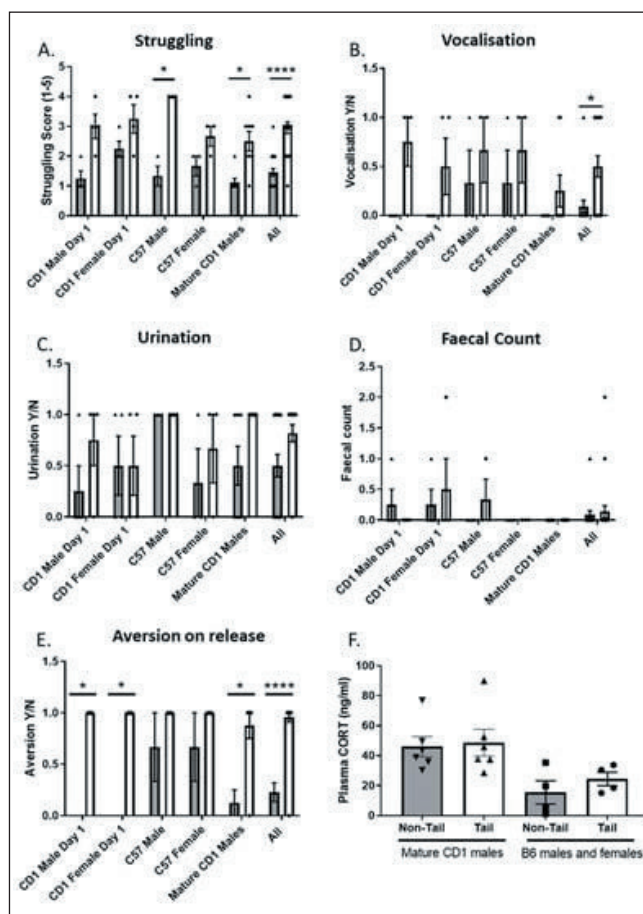 A. Struggling
* * ****
Struggling Score (1-5)
5
4
3
2
1
0
CD1 Male Day 1
CD1 Female Day 1
C57 Male
C57 Female
Mature CD1 Males
All
B. Vocalisation
*
Vocalisation Y/N
1.5
1.0
0.5
0.0
CD1 Male Day 1
CD1 Female Day 1
C57 Male
C57 Female
Mature CD1 Males
All
C. Urination
Urination Y/N
1.5
1.0
0.5
0.0
CD1 Male Day 1
CD1 Female Day 1
C57 Male
C57 Female
Mature CD1 Males
All
D. Faecal Count
Faecal count
2.5
2.0
1.5
1.0
0.5
0.0
CD1 Male Day 1
CD1 Female Day 1
C57 Male
C57 Female
Mature CD1 Males
All
E. Aversion on release
* * * ****
Aversion Y/N
1.5
1.0
0.5
0.0
CD1 Male Day 1
CD1 Female Day 1
C57 Male
C57 Female
Mature CD1 Males
All
F.
Plasma CORT (ng/ml)
100
80
60
40
20
0
Non-Tail Tail Non-Tail Tail
Mature CD1 males B6 males and females